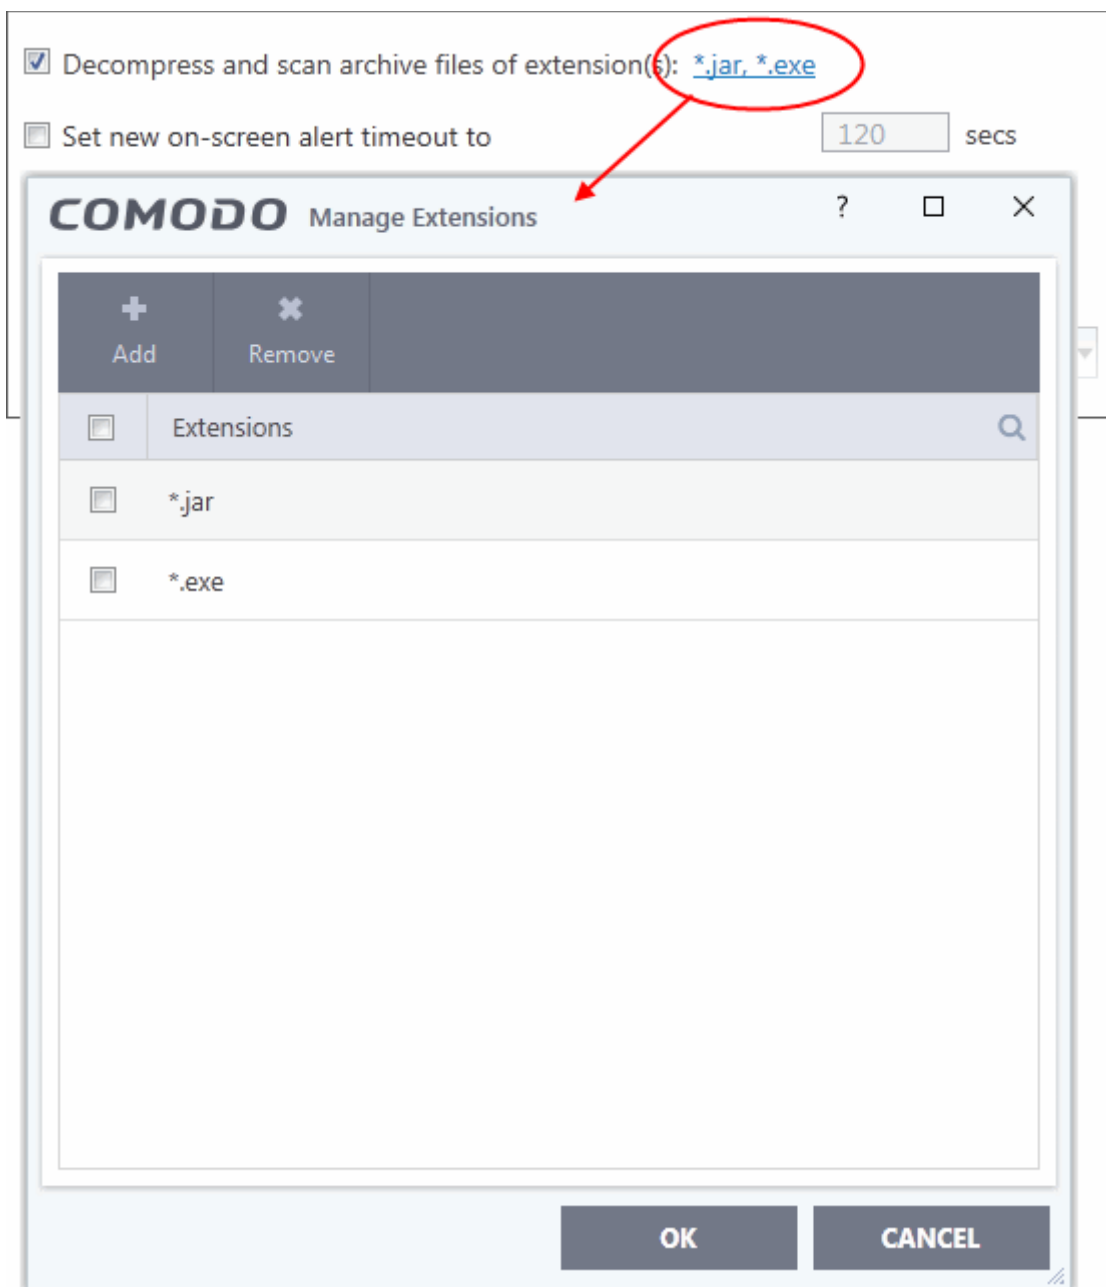 Decompress and scan archive files of extension(s): *.jar, *.exe
Set new on-screen alert timeout to 120 secs
COMODO Manage Extensions ?
Add Remove
Extensions
*.jar
*.exe
OK CANCEL